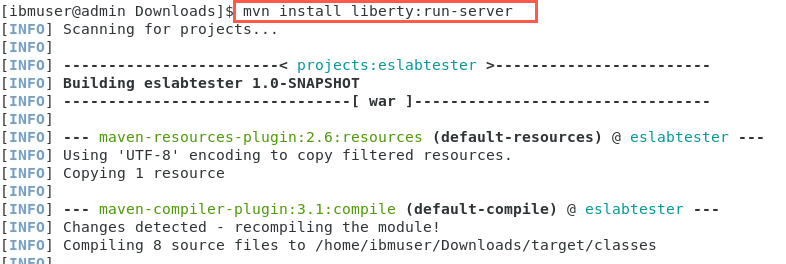 [ibmuser@admin Downloads]$ mvn install liberty:run-server
[INFO] Scanning for projects...
[INFO]
[INFO] ------------------------< projects:eslabtester >------------------------
[INFO] Building eslabtester 1.0-SNAPSHOT
[INFO] --------------------------------[ war ]---------------------------------
[INFO]
[INFO] --- maven-resources-plugin:2.6:resources (default-resources) @ eslabtester ---
[INFO] Using 'UTF-8' encoding to copy filtered resources.
[INFO] Copying 1 resource
[INFO]
[INFO] --- maven-compiler-plugin:3.1:compile (default-compile) @ eslabtester ---
[INFO] Changes detected - recompiling the module!
[INFO] Compiling 8 source files to /home/ibmuser/Downloads/target/classes
[INFO]